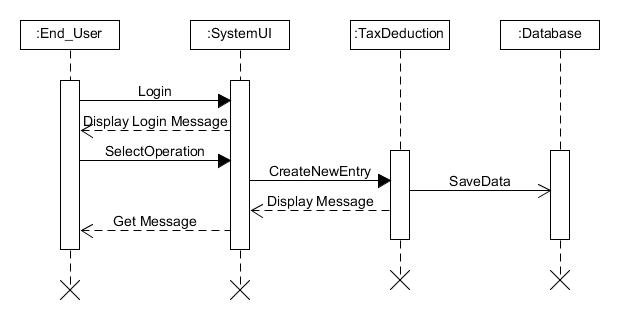 :End_User
:SystemUI
:TaxDeduction
:Database
Login
Display Login Message
SelectOperation
CreateNewEntry
SaveData
Display Message
Get Message